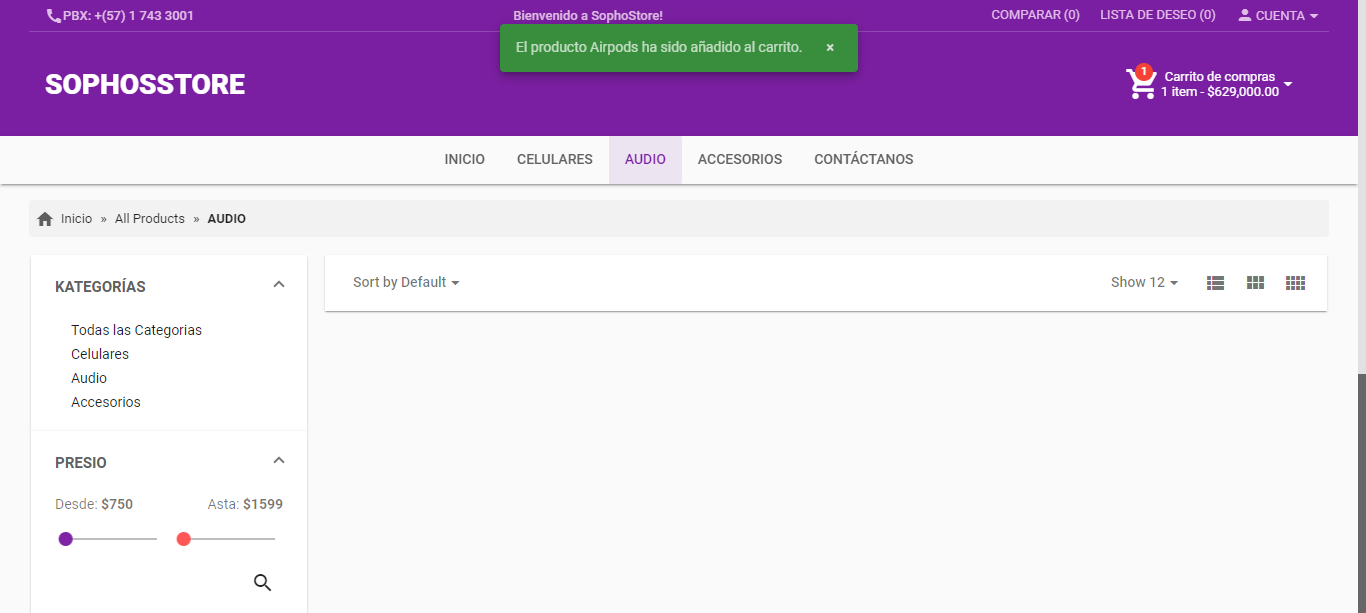 PBX: +(57) 1 743 3001
Bienvenido a SophoStore!
COMPARAR (0)
LISTA DE DESEO (0)
CUENTA
El producto Airpods ha sido añadido al carrito. ×
SOPHOSSTORE
1
Carrito de compras
1 item - $629,000.00
INICIO
CELULARES
AUDIO
ACCESORIOS
CONTÁCTANOS
Inicio » All Products » AUDIO
KATEGORÍAS
Todas las Categorias
Celulares
Audio
Accesorios
PRESIO
Desde: $750
Asta: $1599
Sort by Default
Show 12